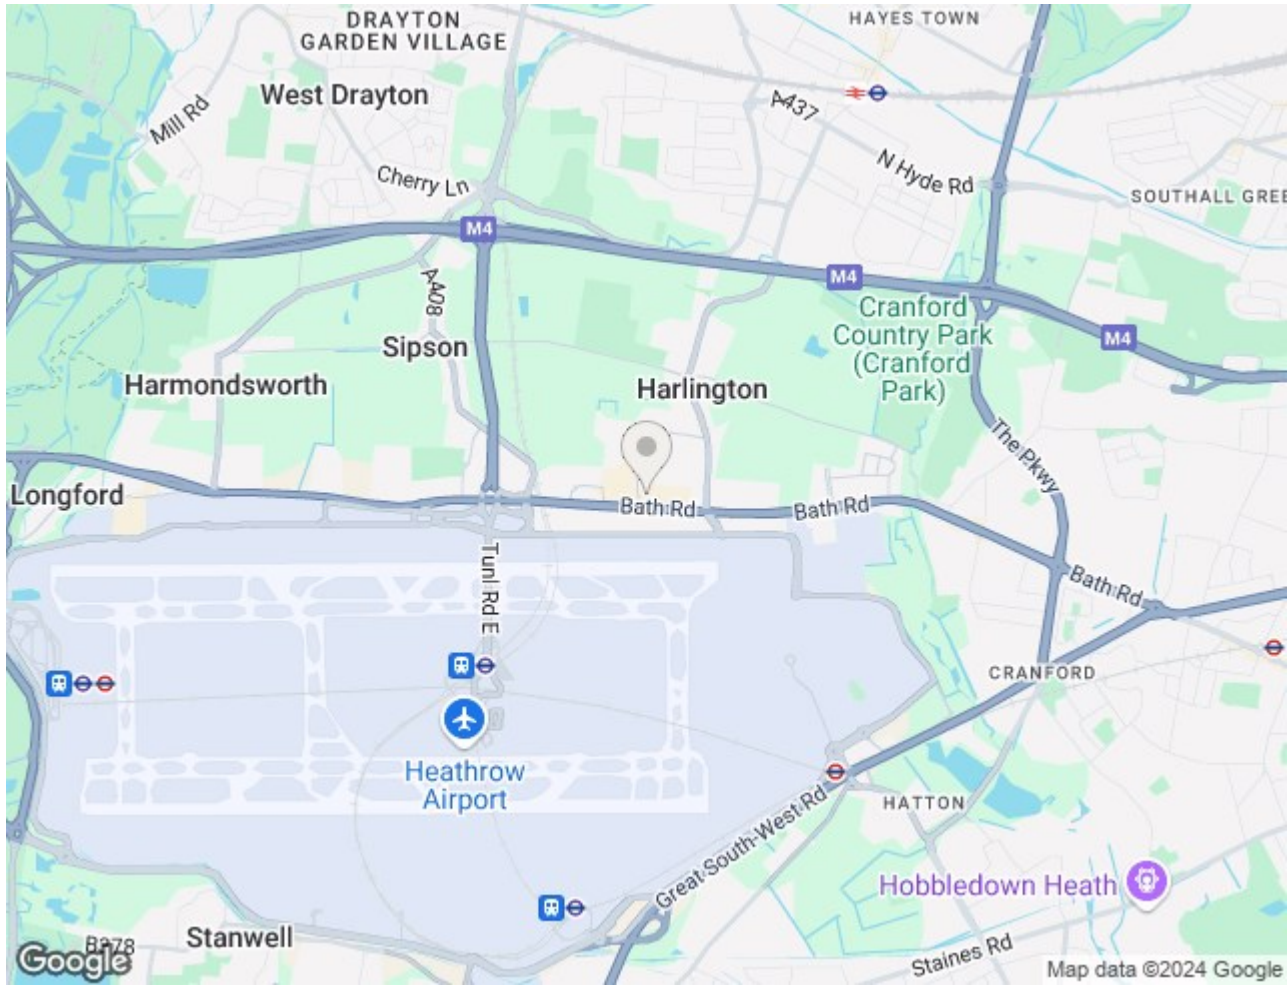 DRAYTON
GARDEN VILLAGE
HAYES TOWN
West Drayton
Mill Rd
A437
Cherry Ln
N Hyde Rd
SOUTHALL GREE
M4
M4
A408
Cranford
Country Park
(Cranford
Park)
M4
Sipson
Harmondsworth
Harlington
The Pkwy
Longford
Bath Rd
Bath Rd
Tunl Rd E
Bath Rd
CRANFORD
Heathrow
Airport
HATTON
Great South-West Rd
Hobbledown Heath
Stanwell
B378
Staines Rd
Google
Map data ©2024 Google